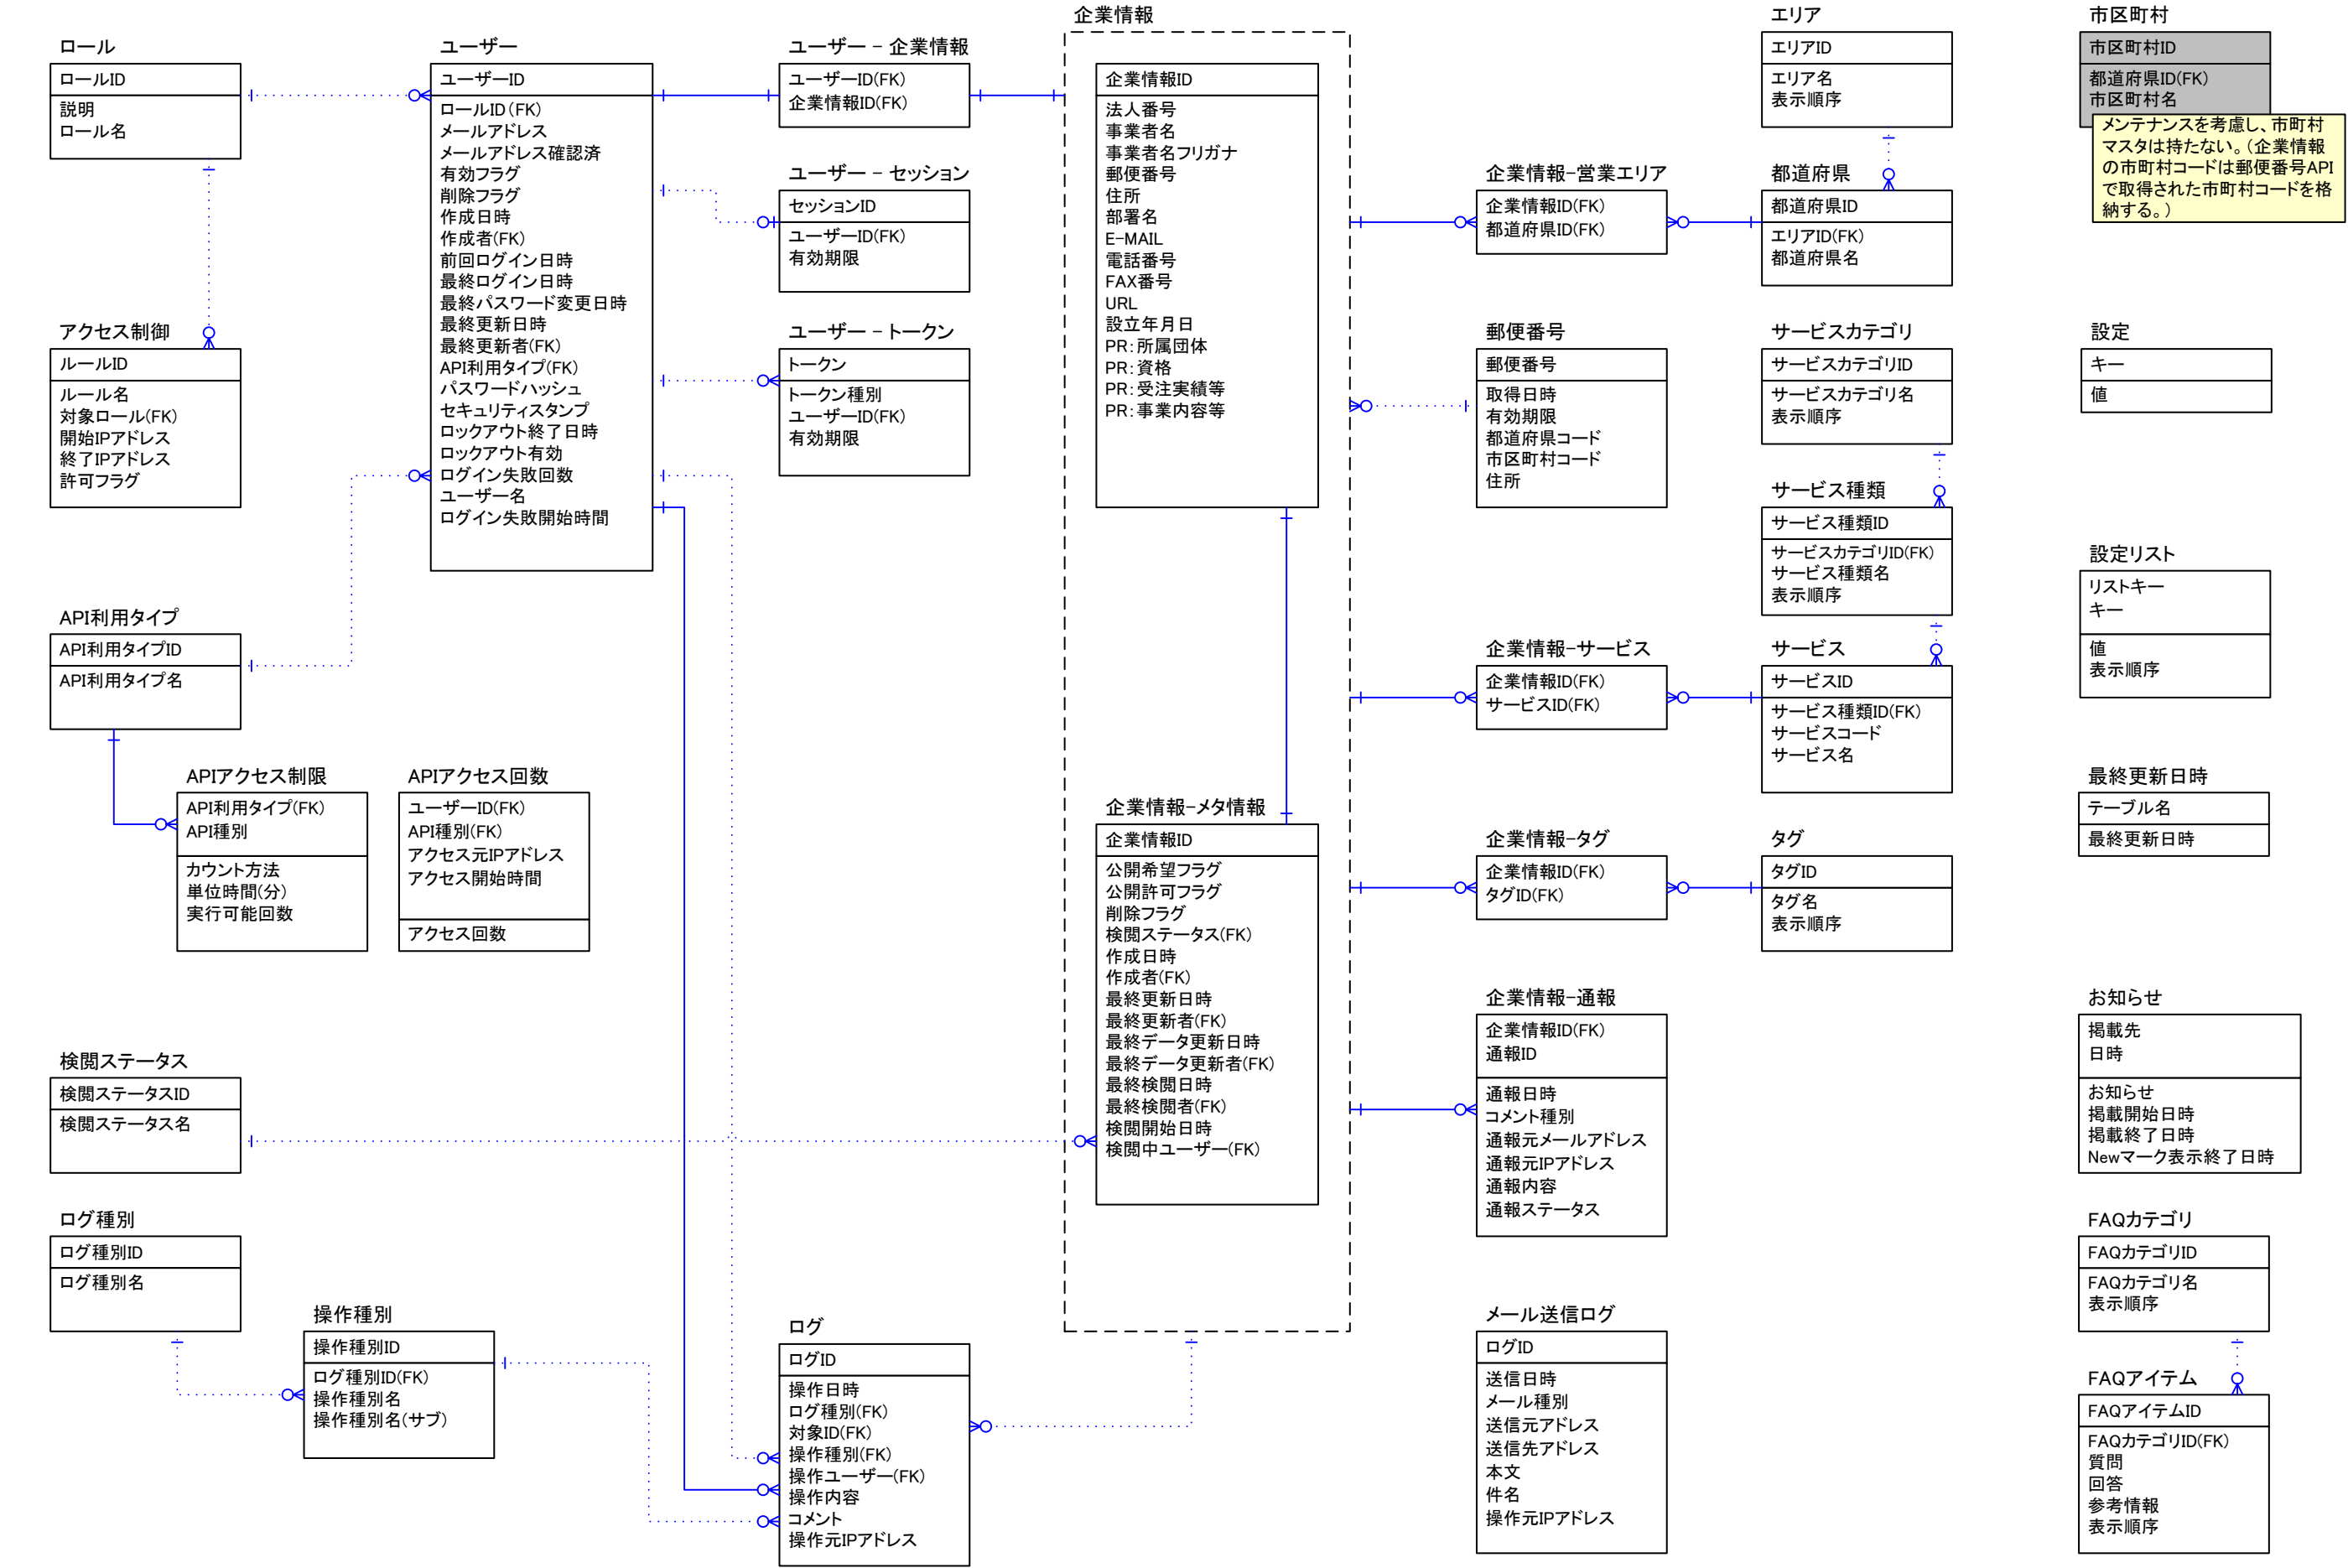 ロール
ロールID
説明
ロール名
アクセス制御
ルールID
ルール名
対象ロール(FK)
開始IPアドレス
終了IPアドレス
許可フラグ
API利用タイプ
API利用タイプID
API利用タイプ名
APIアクセス制限
API利用タイプ(FK)
API種別
カウント方法
単位時間(分)
実行可能回数
APIアクセス回数
ユーザーID(FK)
API種別(FK)
アクセス元IPアドレス
アクセス開始時間
アクセス回数
検閲ステータス
検閲ステータスID
検閲ステータス名
ログ種別
ログ種別ID
ログ種別名
操作種別
操作種別ID
ログ種別ID(FK)
操作種別名
操作種別名(サブ)
ユーザー
ユーザーID
ロールID(FK)
メールアドレス
メールアドレス確認済
有効フラグ
削除フラグ
作成日時
作成者(FK)
前回ログイン日時
最終ログイン日時
最終パスワード変更日時
最終更新日時
最終更新者(FK)
API利用タイプ(FK)
パスワードハッシュ
セキュリティスタンプ
ロックアウト終了日時
ロックアウト有効
ログイン失敗回数
ユーザー名
ログイン失敗開始時間
ユーザー - 企業情報
ユーザーID(FK)
企業情報ID(FK)
ユーザー - セッション
セッションID
ユーザーID(FK)
有効期限
ユーザー - トークン
トークン
トークン種別
ユーザーID(FK)
有効期限
ログ
ログID
操作日時
ログ種別(FK)
対象ID(FK)
操作種別(FK)
操作ユーザー(FK)
操作内容
コメント
操作元IPアドレス
企業情報
企業情報ID
法人番号
事業者名
事業者名フリガナ
郵便番号
住所
部署名
E-MAIL
電話番号
FAX番号
URL
設立年月日
PR:所属団体
PR:資格
PR:受注実績等
PR:事業内容等
企業情報-メタ情報
企業情報ID
公開希望フラグ
公開許可フラグ
削除フラグ
検閲ステータス(FK)
作成日時
作成者(FK)
最終更新日時
最終更新者(FK)
最終データ更新日時
最終データ更新者(FK)
最終検閲日時
最終検閲者(FK)
検閲開始日時
検閲中ユーザー(FK)
企業情報-営業エリア
企業情報ID(FK)
都道府県ID(FK)
郵便番号
郵便番号
取得日時
有効期限
都道府県コード
市区町村コード
住所
企業情報-サービス
企業情報ID(FK)
サービスID(FK)
企業情報-タグ
企業情報ID(FK)
タグID(FK)
企業情報-通報
企業情報ID(FK)
通報ID
通報日時
コメント種別
通報元メールアドレス
通報元IPアドレス
通報内容
通報ステータス
メール送信ログ
ログID
送信日時
メール種別
送信元アドレス
送信先アドレス
本文
件名
操作元IPアドレス
エリア
エリアID
エリア名
表示順序
都道府県
都道府県ID
エリアID(FK)
都道府県名
サービスカテゴリ
サービスカテゴリID
サービスカテゴリ名
表示順序
サービス種類
サービス種類ID
サービスカテゴリID(FK)
サービス種類名
表示順序
サービス
サービスID
サービス種類ID(FK)
サービスコード
サービス名
タグ
タグID
タグ名
表示順序
市区町村
市区町村ID
都道府県ID(FK)
市区町村名
メンテナンスを考慮し、市町村
マスタは持たない。(企業情報
の市町村コードは郵便番号API
で取得された市町村コードを格
納する。)
設定
キー
値
設定リスト
リストキー
キー
値
表示順序
最終更新日時
テーブル名
最終更新日時
お知らせ
掲載先
日時
お知らせ
掲載開始日時
掲載終了日時
Newマーク表示終了日時
FAQカテゴリ
FAQカテゴリID
FAQカテゴリ名
表示順序
FAQアイテム
FAQアイテムID
FAQカテゴリID(FK)
質問
回答
参考情報
表示順序